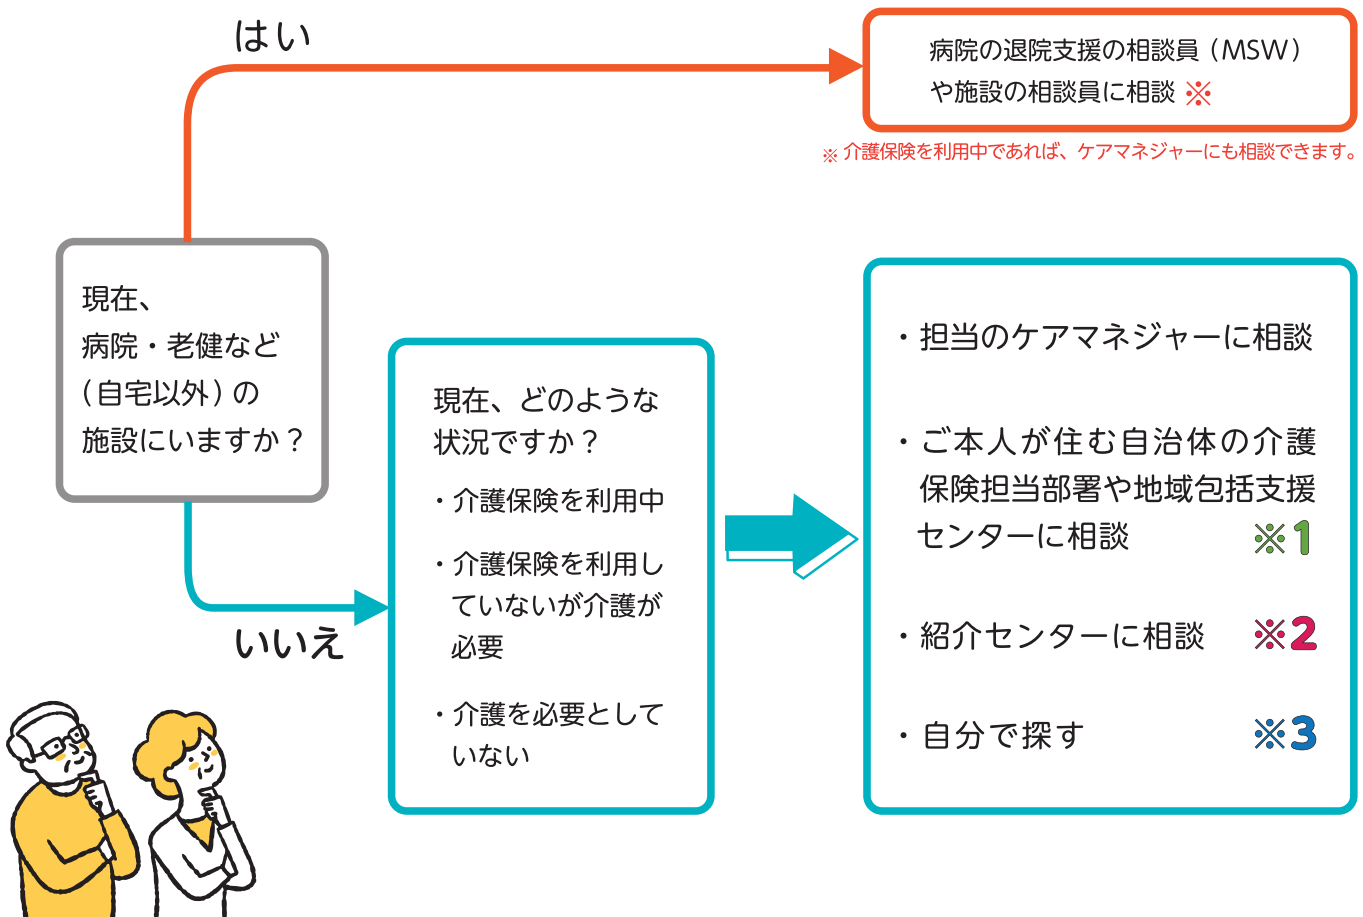 はい
病院の退院支援の相談員（MSW）
や施設の相談員に相談 ※
※ 介護保険を利用中であれば、ケアマネジャーにも相談できます。
現在、
病院・老健など
（自宅以外）の
施設にいますか？
いいえ
現在、どのような
状況ですか？
・介護保険を利用中
・介護保険を利用し
ていないが介護が
必要
・介護を必要として
いない
・担当のケアマネジャーに相談
・ご本人が住む自治体の介護
保険担当部署や地域包括支援
センターに相談 ※1
・紹介センターに相談 ※2
・自分で探す ※3